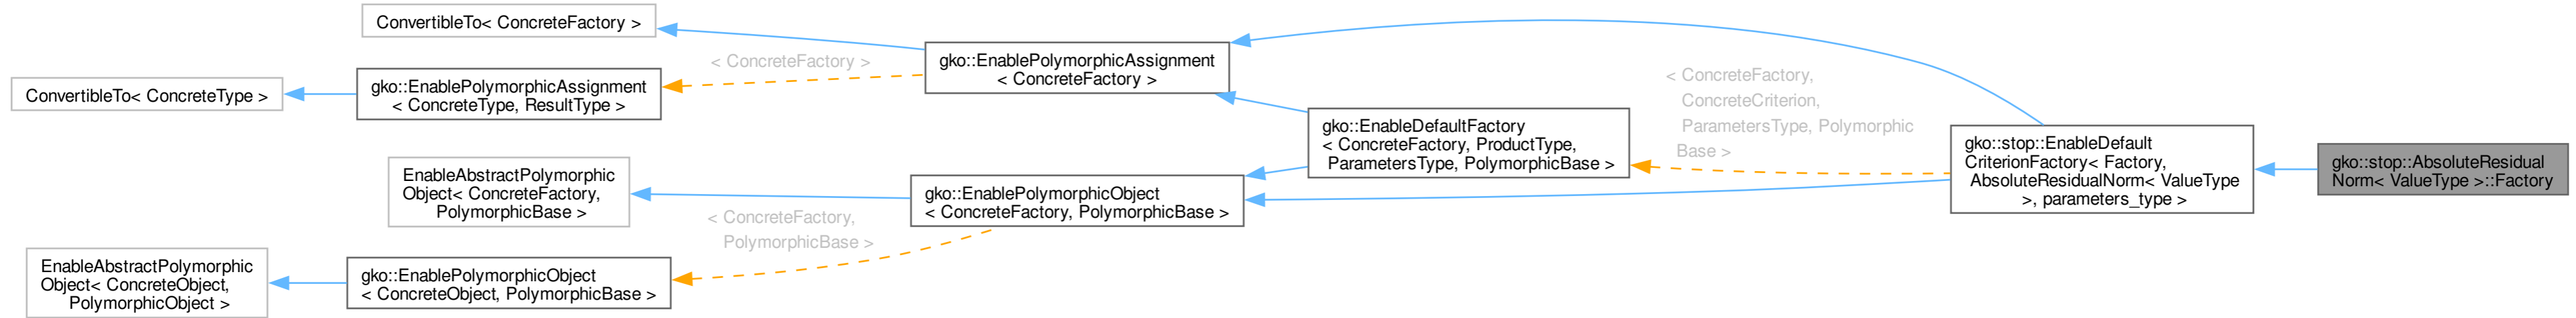 ConvertibleTo< ConcreteFactory >
ConvertibleTo< ConcreteType >
gko::EnablePolymorphicAssignment
< ConcreteType, ResultType >
< ConcreteFactory >
gko::EnablePolymorphicAssignment
< ConcreteFactory >
EnableAbstractPolymorphic
Object< ConcreteFactory,
PolymorphicBase >
EnableAbstractPolymorphic
Object< ConcreteObject,
PolymorphicObject >
gko::EnablePolymorphicObject
< ConcreteObject, PolymorphicBase >
< ConcreteFactory,
PolymorphicBase >
gko::EnablePolymorphicObject
< ConcreteFactory, PolymorphicBase >
gko::EnableDefaultFactory
< ConcreteFactory, ProductType,
ParametersType, PolymorphicBase >
< ConcreteFactory,
ConcreteCriterion,
ParametersType, Polymorphic
Base >
gko::stop::EnableDefault
CriterionFactory< Factory,
AbsoluteResidualNorm< ValueType
>, parameters_type >
gko::stop::AbsoluteResidual
Norm< ValueType >::Factory